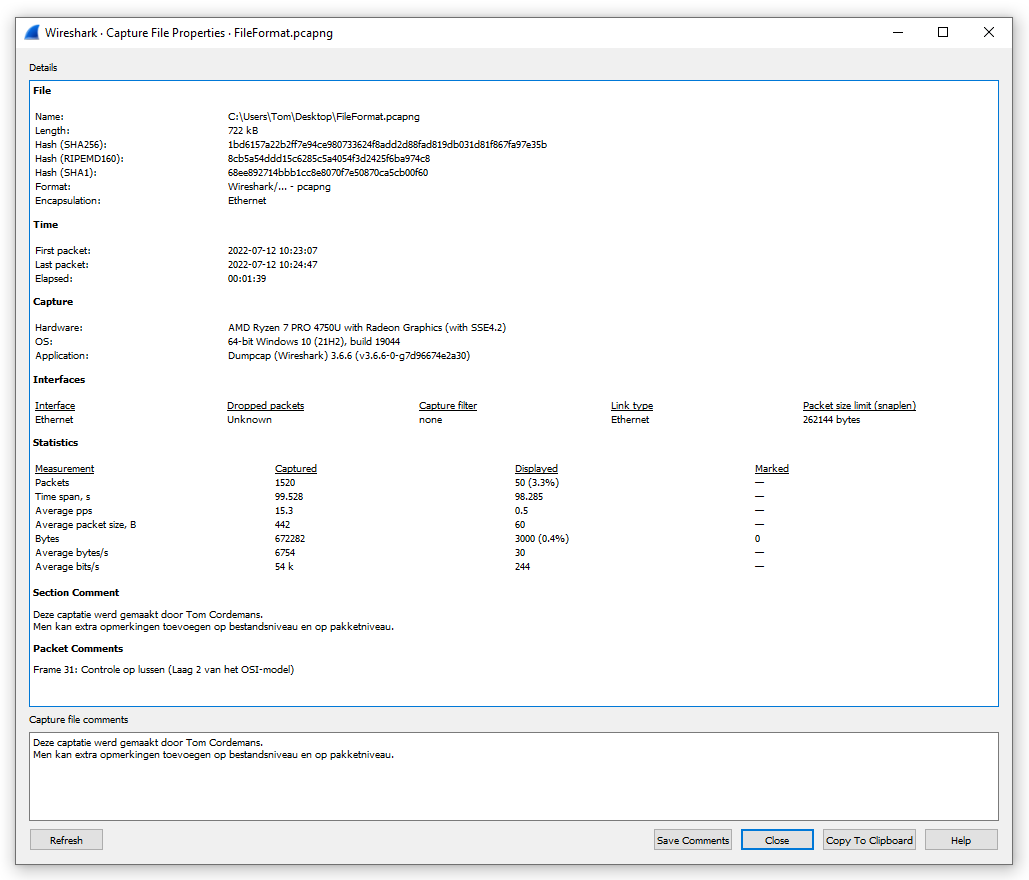 Wireshark · Capture File Properties · FileFormat.pcapng
Details
File
Name: C:\Users\Tom\Desktop\FileFormat.pcapng
Length: 722 kB
Hash (SHA256): 1bd6157a22b2ff7e94ce980733624f8add2d88fad819db031d81f867fa97e35b
Hash (RIPEMD160): 8cb5a54ddd15c6285c5a4054f3d2425f6ba974c8
Hash (SHA1): 68ee892714bbb1cc8e8070f7e50870ca5cb00f60
Format: Wireshark/... - pcapng
Encapsulation: Ethernet
Time
First packet: 2022-07-12 10:23:07
Last packet: 2022-07-12 10:24:47
Elapsed: 00:01:39
Capture
Hardware: AMD Ryzen 7 PRO 4750U with Radeon Graphics (with SSE4.2)
OS: 64-bit Windows 10 (21H2), build 19044
Application: Dumpcap (Wireshark) 3.6.6 (v3.6.6-0-g7d96674e2a30)
Interfaces
Interface Dropped packets Capture filter Link type Packet size limit (snaplen)
Ethernet Unknown none Ethernet 262144 bytes
Statistics
Measurement Captured Displayed Marked
Packets 1520 50 (3.3%) —
Time span, s 99.528 98.285 —
Average pps 15.3 0.5 —
Average packet size, B 442 60 —
Bytes 672282 3000 (0.4%) 0
Average bytes/s 6754 30 —
Average bits/s 54 k 244 —
Section Comment
Deze captatie werd gemaakt door Tom Cordemans.
Men kan extra opmerkingen toevoegen op bestandsniveau en op pakketniveau.
Packet Comments
Frame 31: Controle op lussen (Laag 2 van het OSI-model)
Capture file comments
Deze captatie werd gemaakt door Tom Cordemans.
Men kan extra opmerkingen toevoegen op bestandsniveau en op pakketniveau.
Refresh Save Comments Close Copy To Clipboard Help